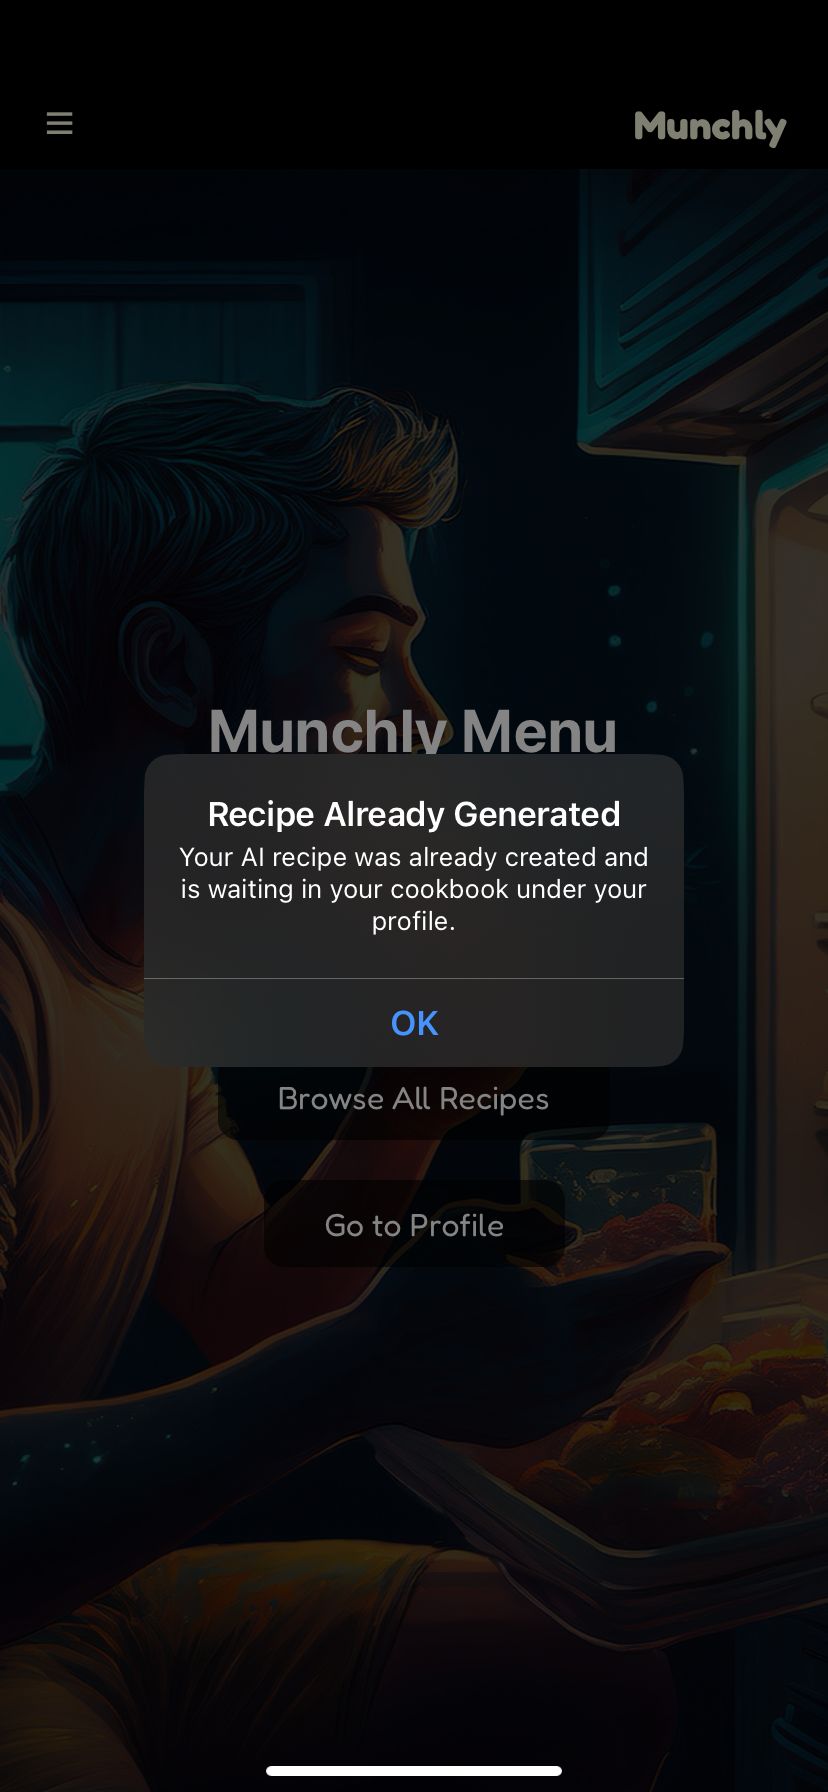 Munchly
Munchly Menu
Recipe Already Generated
Your AI recipe was already created and
is waiting in your cookbook under your
profile.
OK
Browse All Recipes
Go to Profile